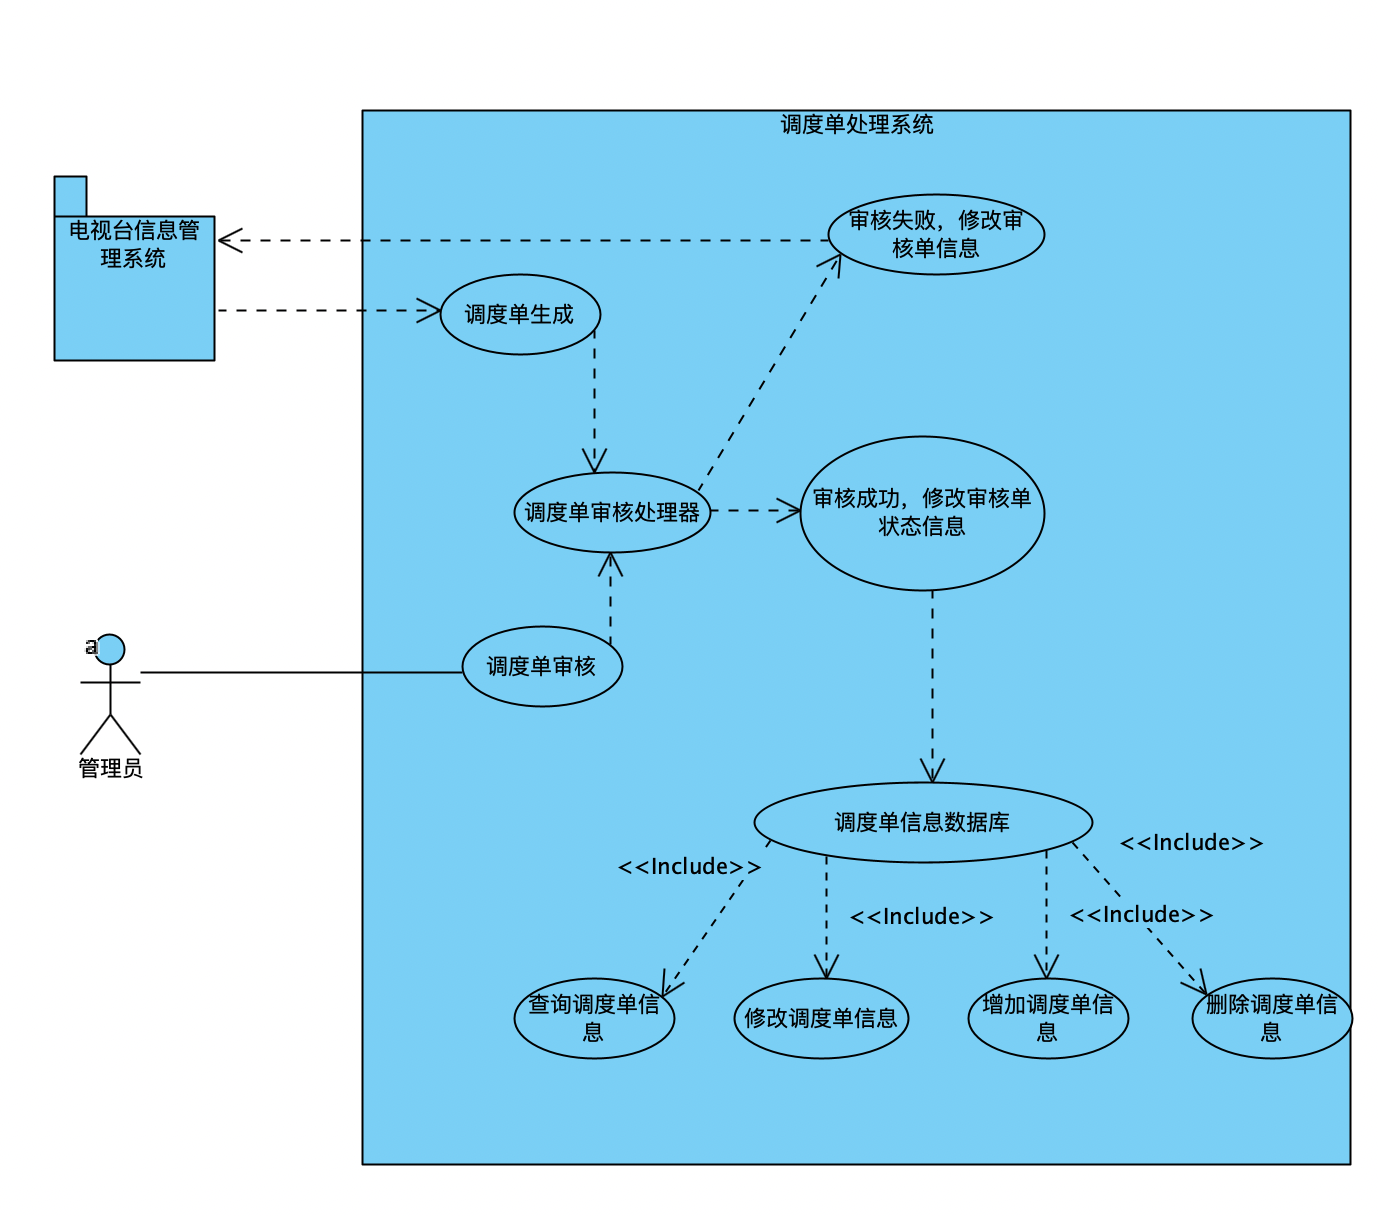 调度单处理系统
电视台信息管
理系统
审核失败，修改审
核单信息
调度单生成
调度单审核处理器
审核成功，修改审核单
状态信息
a
调度单审核
管理员
调度单信息数据库
<<Include>>
<<Include>>
<<Include>>
<<Include>>
查询调度单信
息
修改调度单信息
增加调度单信
息
删除调度单信
息